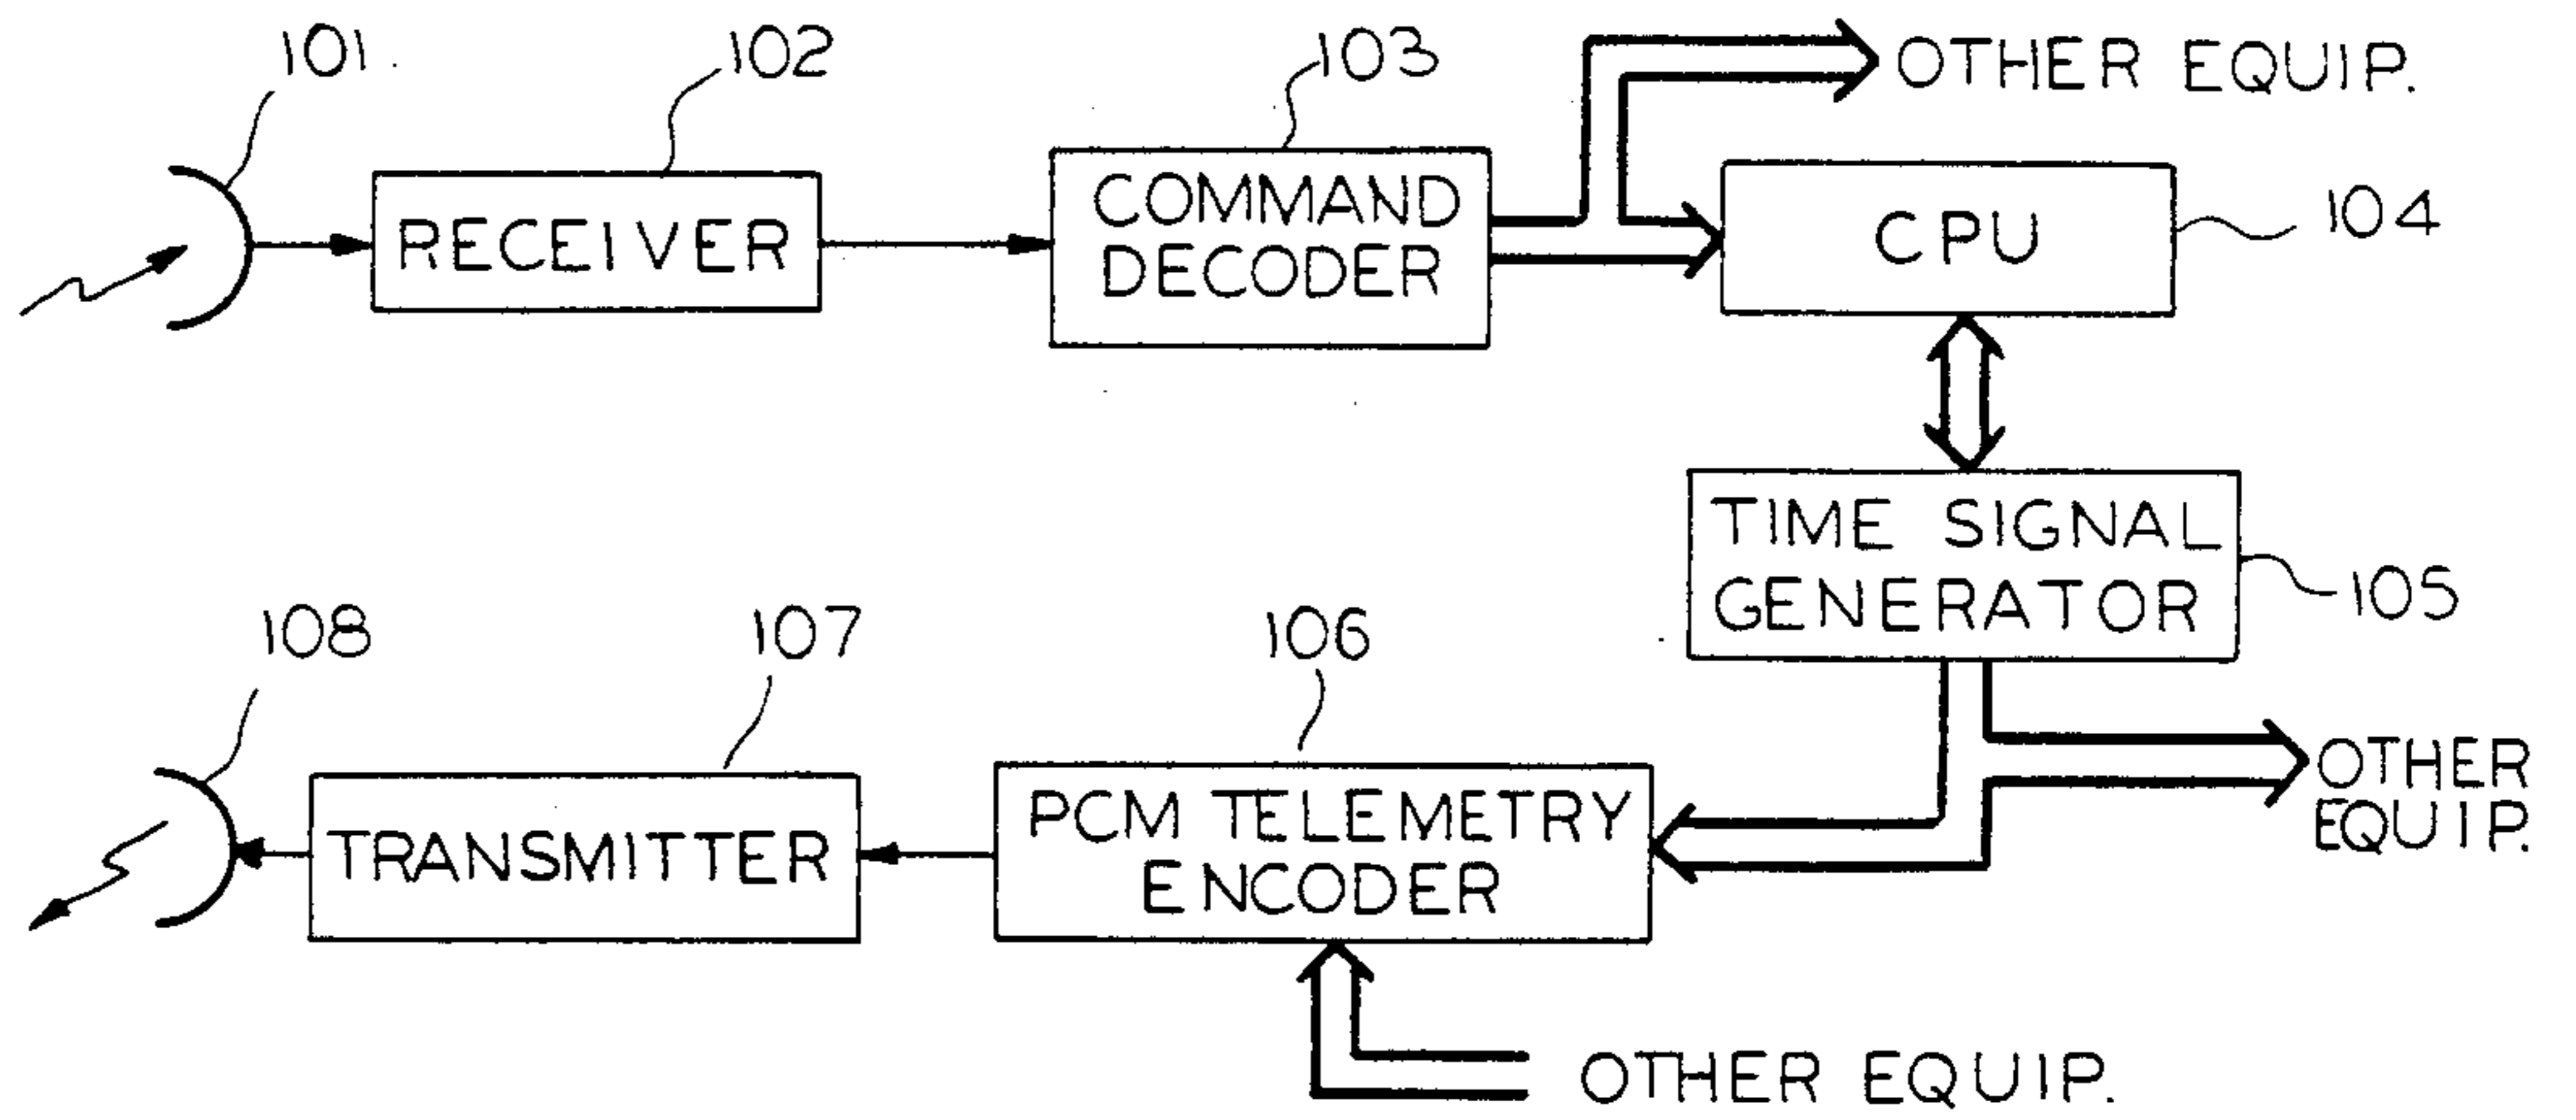 101
102
103
OTHER EQUIP.
RECEIVER
COMMAND
DECODER
CPU
104
TIME SIGNAL
GENERATOR
105
108
107
106
TRANSMITTER
PCM TELEMETRY
ENCODER
OTHER
EQUIP.
OTHER EQUIP.